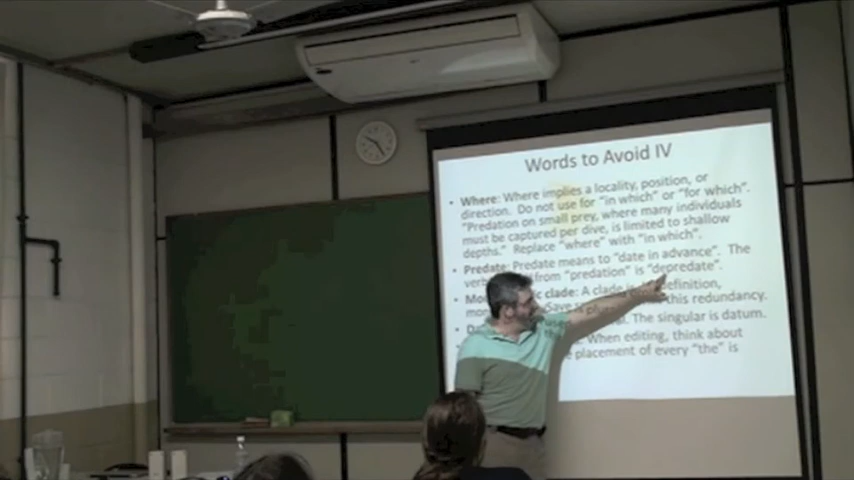 Words to Avoid IV
• Where: Where implies a locality, position, or
direction. Do not use for "in which" or "for which".
"Predation on small prey, where many individuals
must be captured per dive, is limited to shallow
depths." Replace "where" with "in which".
• Predate: Predate means to "date in advance". The
verb from "predation" is "depredate".
• clade: A clade is definition,
this redundancy.
is plural. The singular is datum.
When editing, think about
placement of every "the" is